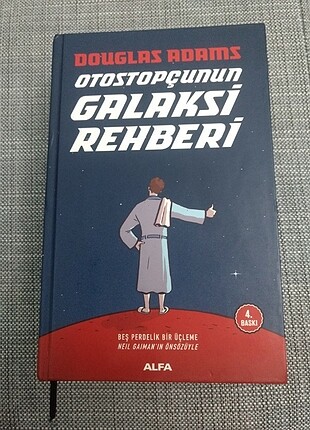 DOUGLAS ADAMS
OTOSTOPÇUNUN
GALAKSİ
REHBERİ
4.
BASKI
BEŞ PERDELİK BİR ÜÇLEME
NEIL GAIMAN'IN ÖNSÖZÜYLE
ALFA